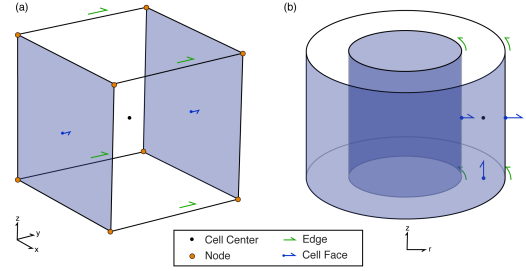 (a)
(b)
z
y
x
z
r
Cell Center
Edge
Node
Cell Face